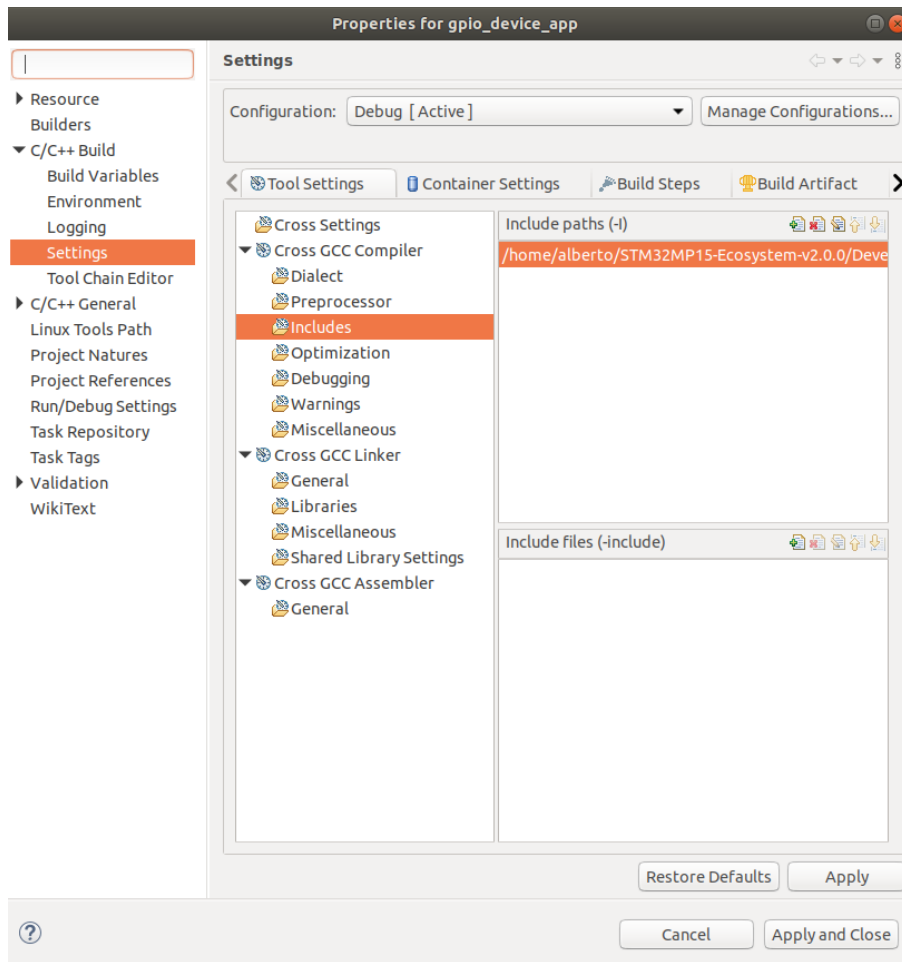 Properties for gpio_device_app
Settings
Resource
Builders
C/C++ Build
Build Variables
Environment
Logging
Settings
Tool Chain Editor
C/C++ General
Linux Tools Path
Project Natures
Project References
Run/Debug Settings
Task Repository
Task Tags
Validation
WikiText
Configuration:
Debug [ Active ]
Manage Configurations...
Tool Settings
Container Settings
Build Steps
Build Artifact
Cross Settings
Cross GCC Compiler
Dialect
Preprocessor
Includes
Optimization
Debugging
Warnings
Miscellaneous
Cross GCC Linker
General
Libraries
Miscellaneous
Shared Library Settings
Cross GCC Assembler
General
Include paths (-I)
/home/alberto/STM32MP15-Ecosystem-v2.0.0/Deve
Include files (-include)
Restore Defaults
Apply
?
Cancel
Apply and Close